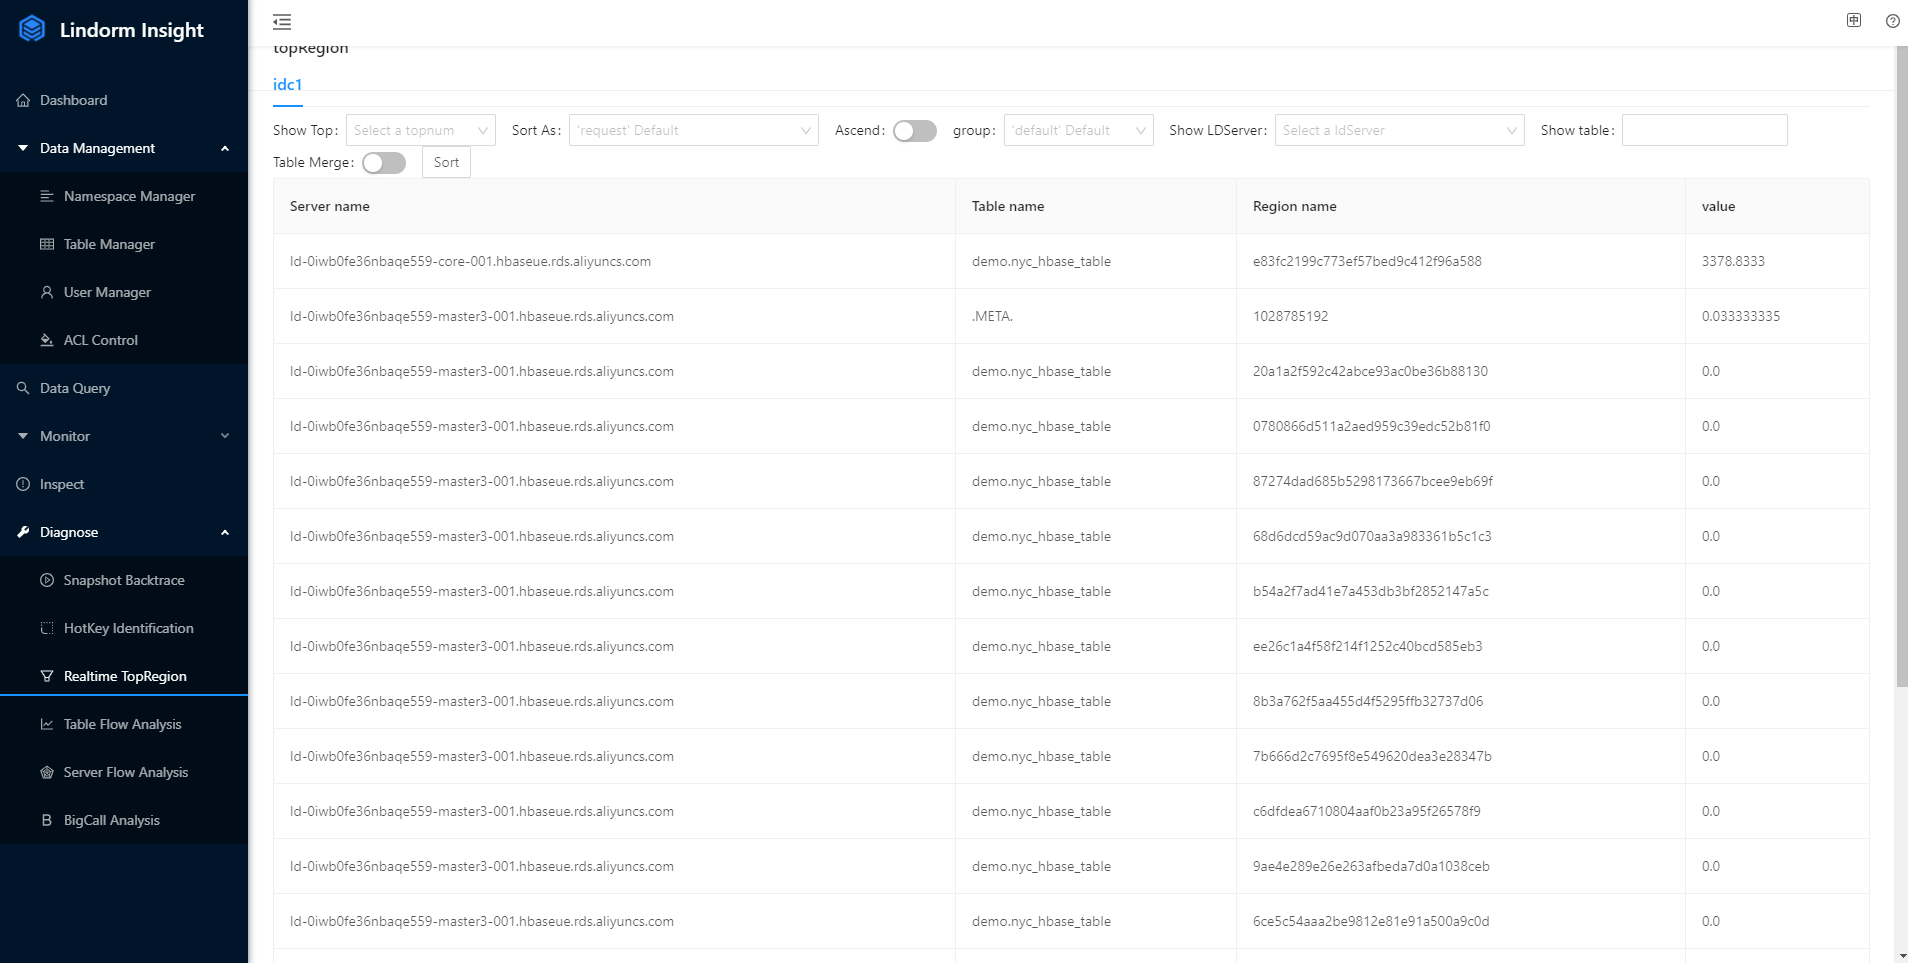 Lindorm Insight
Dashboard
Data Management
Namespace Manager
Table Manager
User Manager
ACL Control
Data Query
Monitor
Inspect
Diagnose
Snapshot Backtrace
HotKey Identification
Realtime TopRegion
Table Flow Analysis
Server Flow Analysis
BigCall Analysis
中
topRegion
idc1
Show Top: Select a topnum Sort As: 'request' Default Ascend: group: 'default' Default Show LDServer: Select a ldServer Show table:
Table Merge: Sort
Server name Table name Region name value
ld-0iwb0fe36nbaqe559-core-001.hbaseue.rds.aliyuncs.com demo.nyc_hbase_table e83fc2199c773ef57bed9c412f96a588 3378.8333
ld-0iwb0fe36nbaqe559-master3-001.hbaseue.rds.aliyuncs.com .META. 1028785192 0.033333335
ld-0iwb0fe36nbaqe559-master3-001.hbaseue.rds.aliyuncs.com demo.nyc_hbase_table 20a1a2f592c42abce93ac0be36b88130 0.0
ld-0iwb0fe36nbaqe559-master3-001.hbaseue.rds.aliyuncs.com demo.nyc_hbase_table 0780866d511a2aed959c39edc52b81f0 0.0
ld-0iwb0fe36nbaqe559-master3-001.hbaseue.rds.aliyuncs.com demo.nyc_hbase_table 87274dad685b5298173667bcee9eb69f 0.0
ld-0iwb0fe36nbaqe559-master3-001.hbaseue.rds.aliyuncs.com demo.nyc_hbase_table 68d6dcd59ac9d070aa3a983361b5c1c3 0.0
ld-0iwb0fe36nbaqe559-master3-001.hbaseue.rds.aliyuncs.com demo.nyc_hbase_table b54a2f7ad41e7a453db3bf2852147a5c 0.0
ld-0iwb0fe36nbaqe559-master3-001.hbaseue.rds.aliyuncs.com demo.nyc_hbase_table ee26c1a4f58f214f1252c40bcd585eb3 0.0
ld-0iwb0fe36nbaqe559-master3-001.hbaseue.rds.aliyuncs.com demo.nyc_hbase_table 8b3a762f5aa455d4f5295ffb32737d06 0.0
ld-0iwb0fe36nbaqe559-master3-001.hbaseue.rds.aliyuncs.com demo.nyc_hbase_table 7b666d2c7695f8e549620dea3e28347b 0.0
ld-0iwb0fe36nbaqe559-master3-001.hbaseue.rds.aliyuncs.com demo.nyc_hbase_table c6dfdea6710804aaf0b23a95f26578f9 0.0
ld-0iwb0fe36nbaqe559-master3-001.hbaseue.rds.aliyuncs.com demo.nyc_hbase_table 9ae4e289e26e263afbeda7d0a1038ceb 0.0
ld-0iwb0fe36nbaqe559-master3-001.hbaseue.rds.aliyuncs.com demo.nyc_hbase_table 6ce5c54aaa2be9812e81e91a500a9c0d 0.0